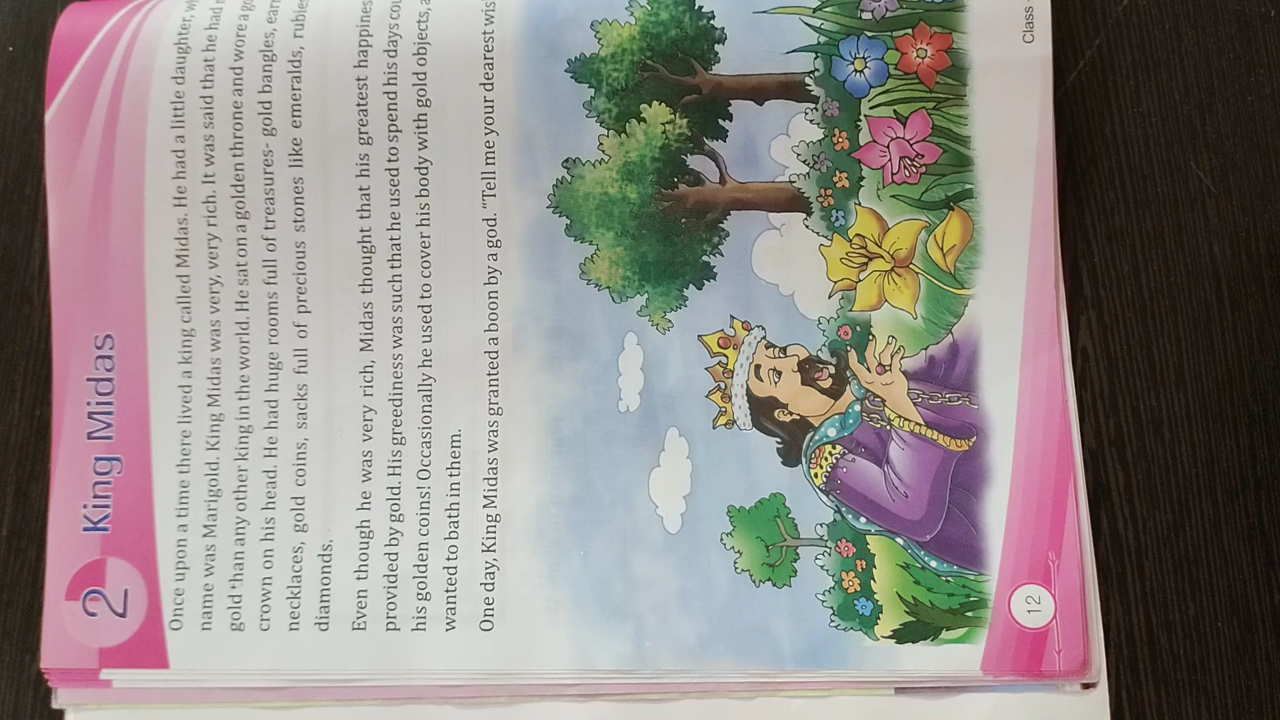 2
King Midas
Once upon a time there lived a king called Midas. He had a little daughter,
name was Marigold. King Midas was very, very rich. It was said that he had
gold than any other king in the world. He sat on a golden throne and wore a
crown on his head. He had huge rooms full of treasures- gold bangles,
necklaces, gold coins, sacks full of precious stones like emeralds,
diamonds.
Even though he was very rich, Midas thought that his greatest
provided by gold. His greediness was such that he used to spend his days
his golden coins! Occasionally he used to cover his body with gold objects,
wanted to bath in them.
One day, King Midas was granted a boon by a god. "Tell me your dearest
12
Class